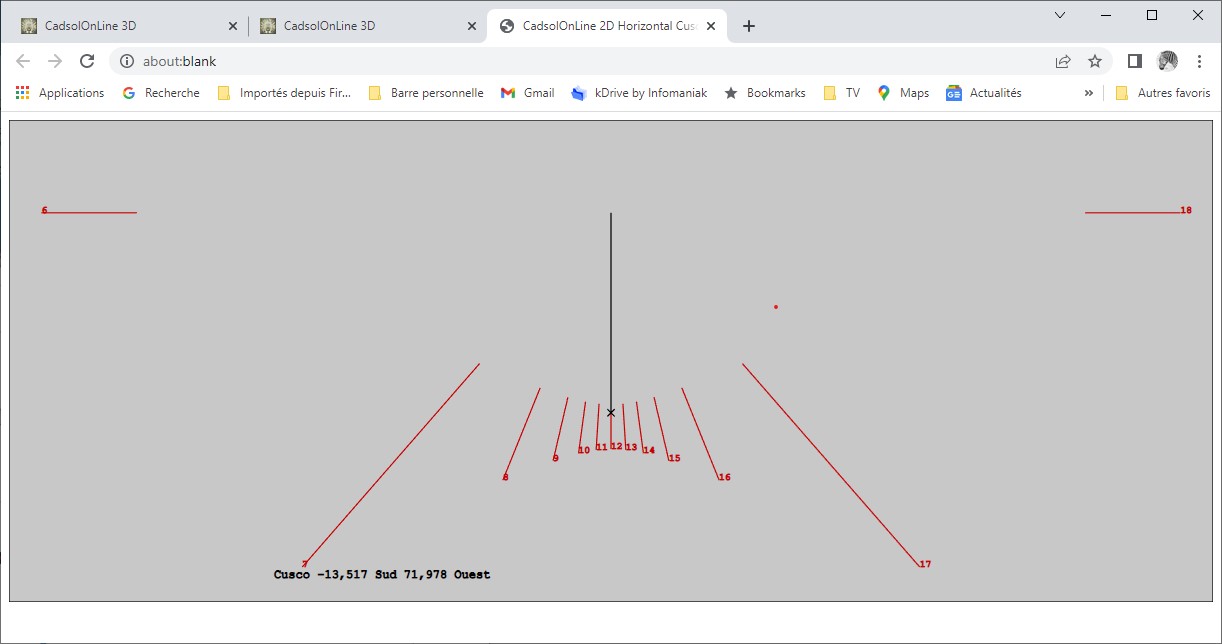 CadsolOnLine 3D
CadsolOnLine 3D
CadsolOnLine 2D Horizontal Cus
about:blank
Applications
Recherche
Importés depuis Fir...
Barre personnelle
Gmail
kDrive by Infomaniak
Bookmarks
TV
Maps
Actualités
»
Autres favoris
6
18
10
11
12
13
14
9
15
8
16
7
17
Cusco -13,517 Sud 71,978 Ouest